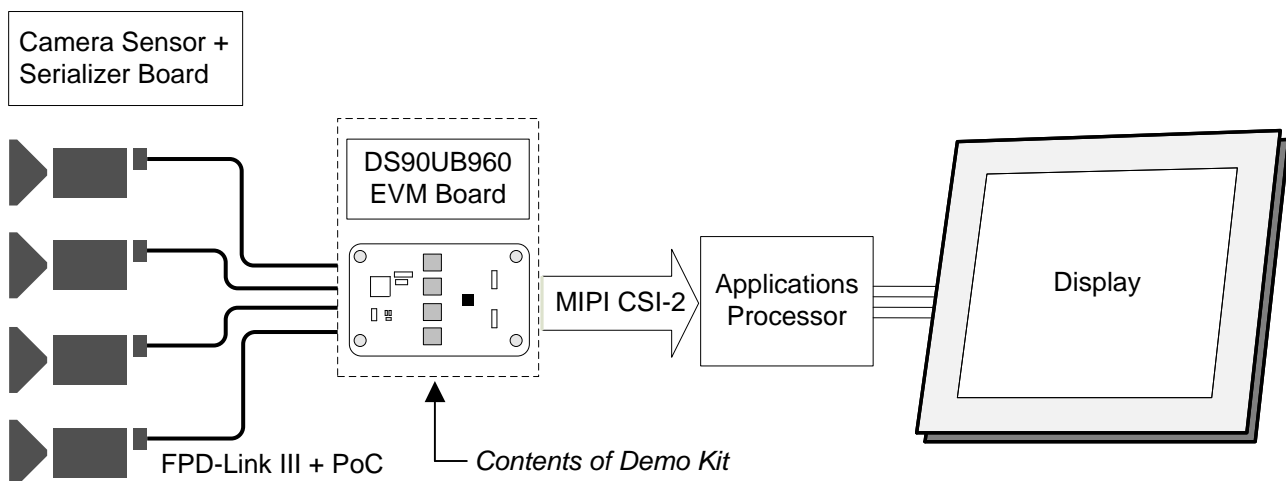 Camera Sensor +
Serializer Board
DS90UB960
EVM Board
MIPI CSI-2
Applications
Processor
Display
FPD-Link III + PoC
Contents of Demo Kit